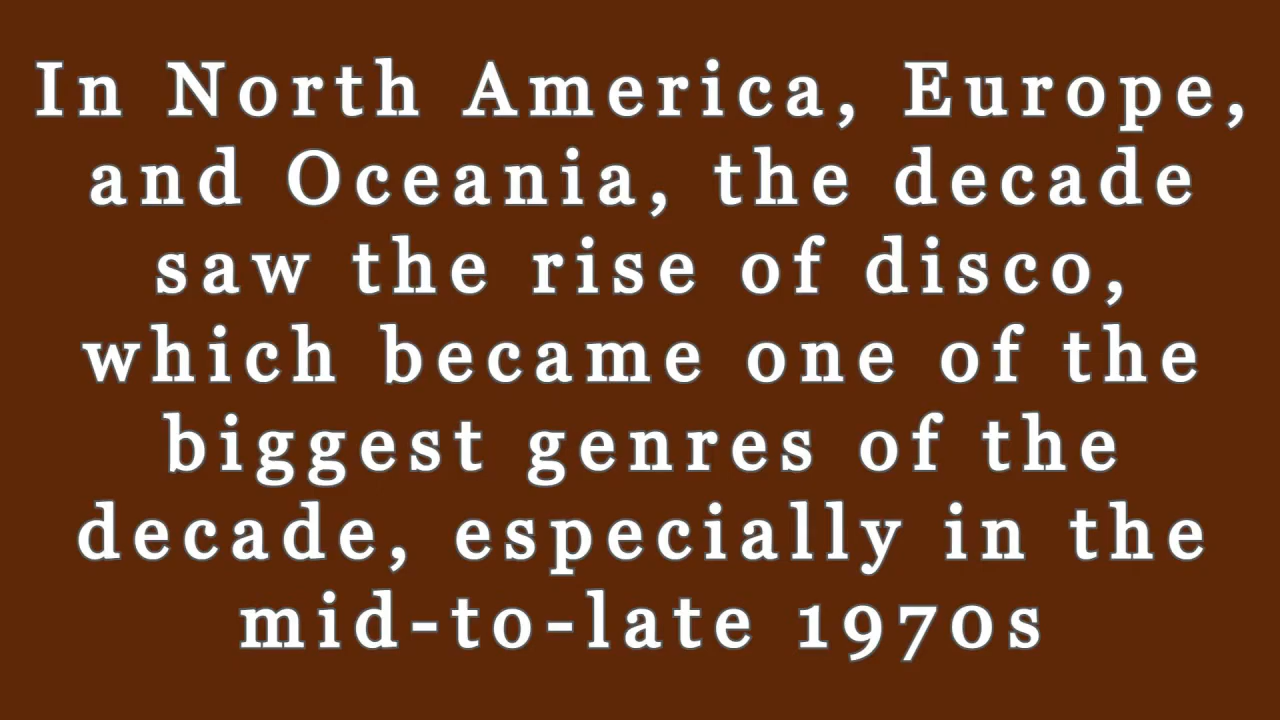 In North America, Europe,
and Oceania, the decade
saw the rise of disco,
which became one of the
biggest genres of the
decade, especially in the
mid-to-late 1970s